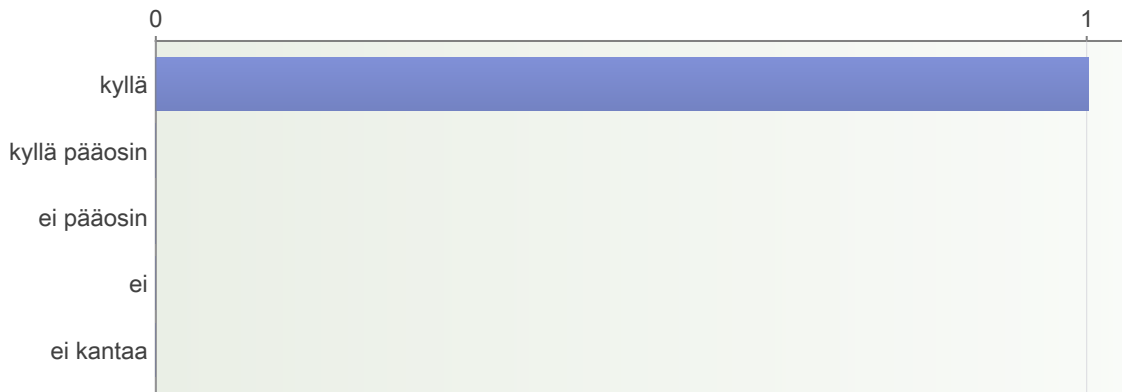 0 1
kyllä
kyllä pääosin
ei pääosin
ei
ei kantaa